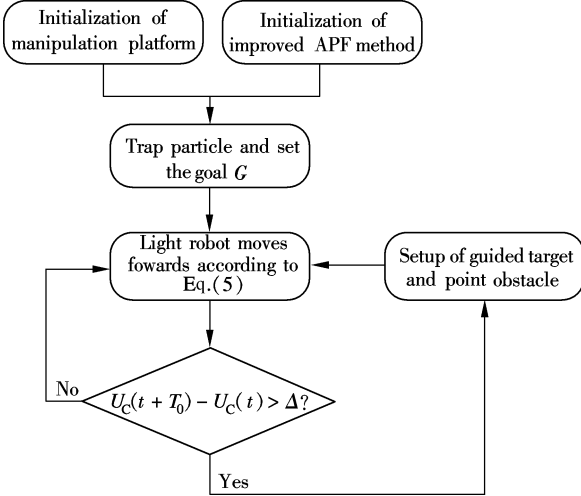 Initialization of
manipulation platform
Initialization of
improved APF method
Trap particle and set
the goal G
Light robot moves
fowards according to
Eq.(5)
Setup of guided target
and point obstacle
No
U_C(t + T_0) − U_C(t) > Δ?
Yes